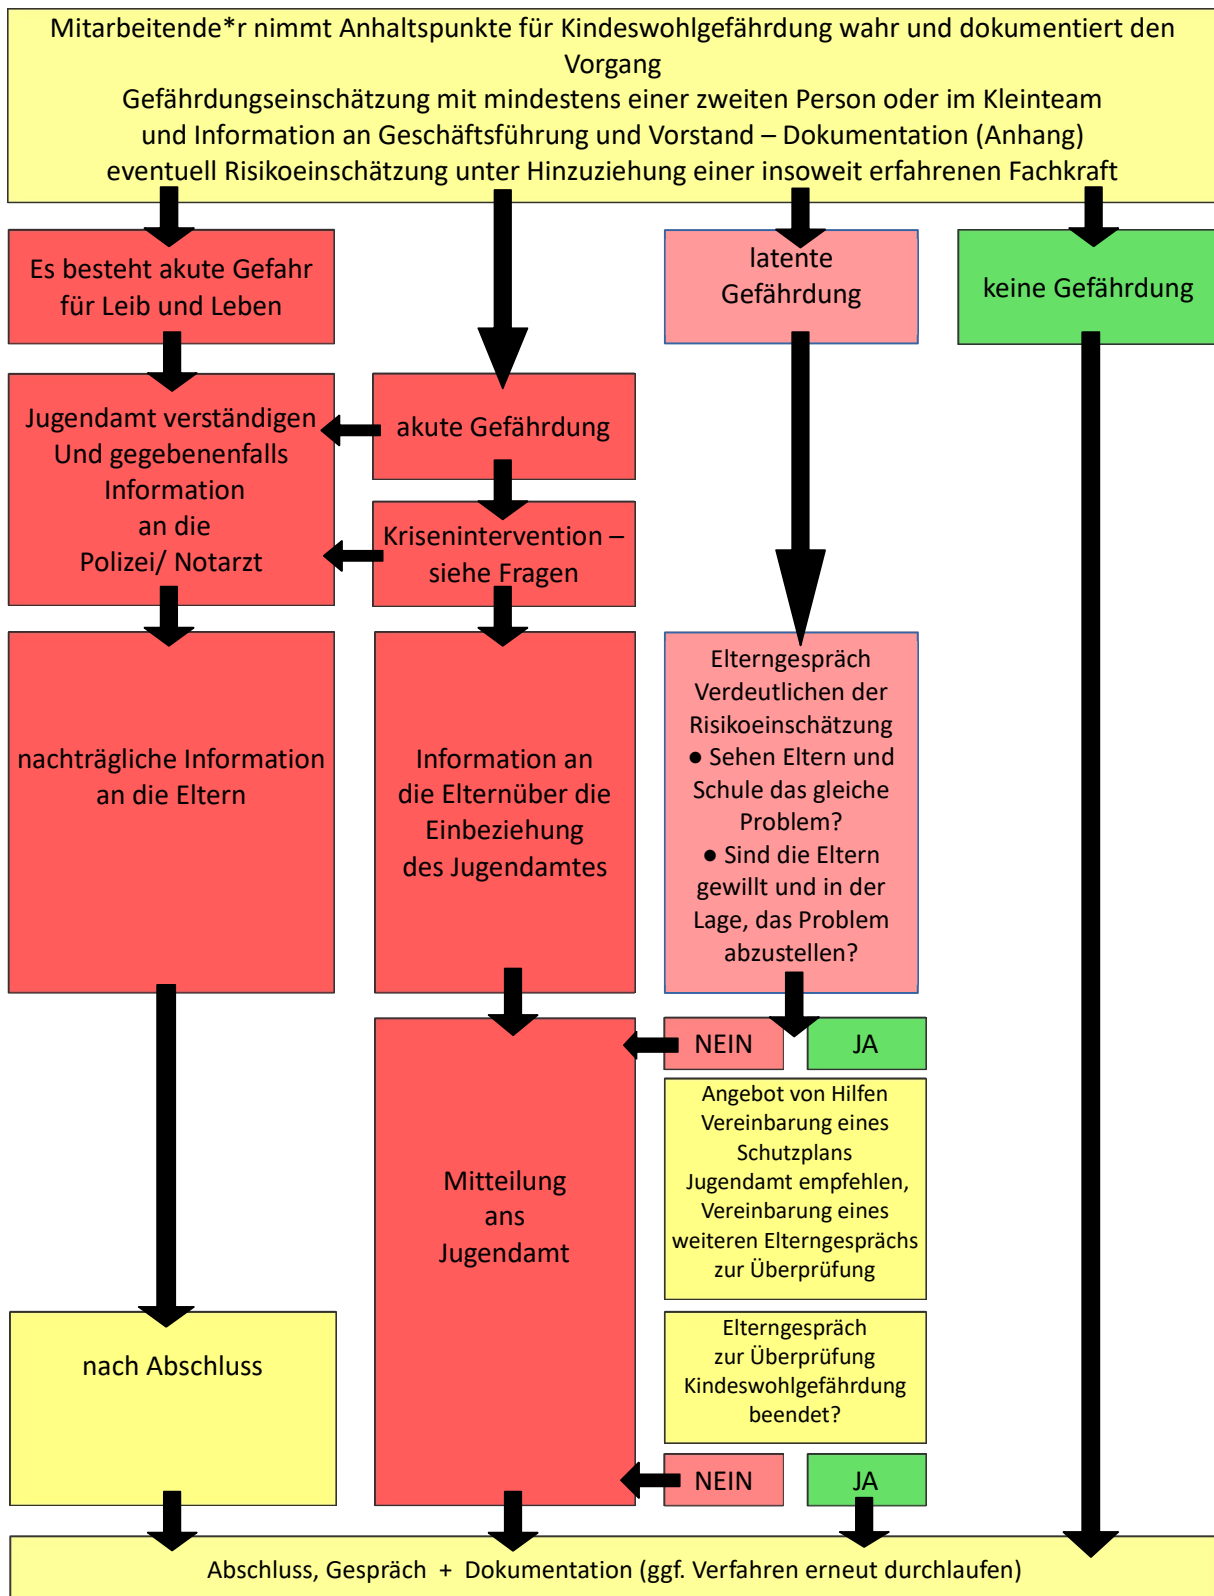 Mitarbeitende*r nimmt Anhaltspunkte für Kindeswohlgefährdung wahr und dokumentiert den
Vorgang
Gefährdungseinschätzung mit mindestens einer zweiten Person oder im Kleinteam
und Information an Geschäftsführung und Vorstand – Dokumentation (Anhang)
eventuell Risikoeinschätzung unter Hinzuziehung einer insoweit erfahrenen Fachkraft
Es besteht akute Gefahr
für Leib und Leben
latente
Gefährdung
keine Gefährdung
Jugendamt verständigen
Und gegebenenfalls
Information
an die
Polizei/ Notarzt
akute Gefährdung
Krisenintervention –
siehe Fragen
nachträgliche Information
an die Eltern
Information an
die Elternüber die
Einbeziehung
des Jugendamtes
Elterngespräch
Verdeutlichen der
Risikoeinschätzung
● Sehen Eltern und
Schule das gleiche
Problem?
● Sind die Eltern
gewillt und in der
Lage, das Problem
abzustellen?
NEIN
JA
Mitteilung
ans
Jugendamt
Angebot von Hilfen
Vereinbarung eines
Schutzplans
Jugendamt empfehlen,
Vereinbarung eines
weiteren Elterngesprächs
zur Überprüfung
nach Abschluss
Elterngespräch
zur Überprüfung
Kindeswohlgefährdung
beendet?
NEIN
JA
Abschluss, Gespräch + Dokumentation (ggf. Verfahren erneut durchlaufen)